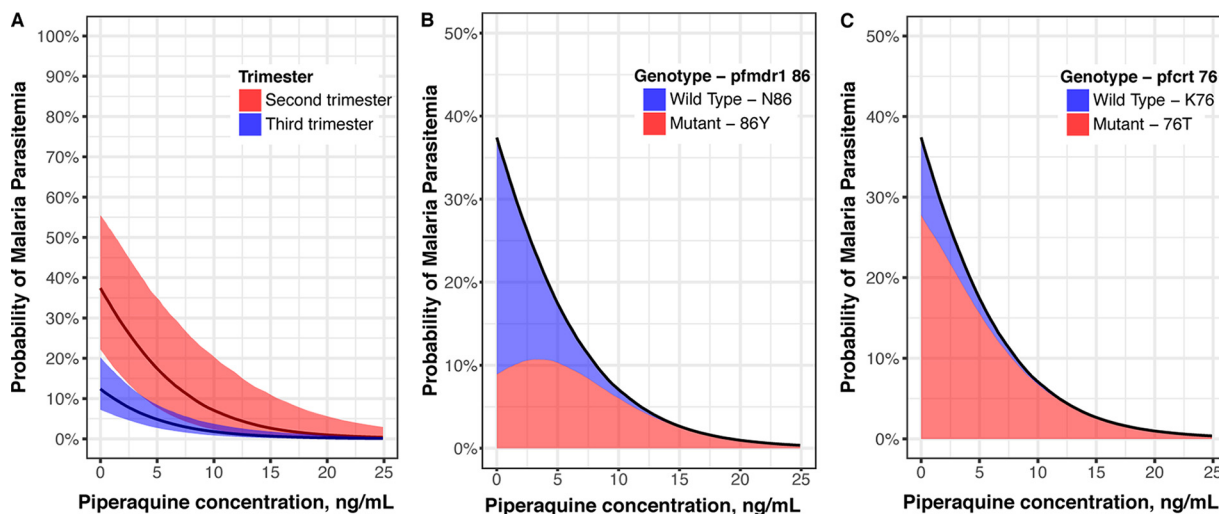 A
Probability of Malaria Parasitemia
100%
90%
80%
70%
60%
50%
40%
30%
20%
10%
0%
Trimester
Second trimester
Third trimester
0 5 10 15 20 25
Piperaquine concentration, ng/mL
B
Probability of Malaria Parasitemia
50%
40%
30%
20%
10%
0%
Genotype – pfmdr1 86
Wild Type – N86
Mutant – 86Y
0 5 10 15 20 25
Piperaquine concentration, ng/mL
C
Probability of Malaria Parasitemia
50%
40%
30%
20%
10%
0%
Genotype – pfcrt 76
Wild Type – K76
Mutant – 76T
0 5 10 15 20 25
Piperaquine concentration, ng/mL